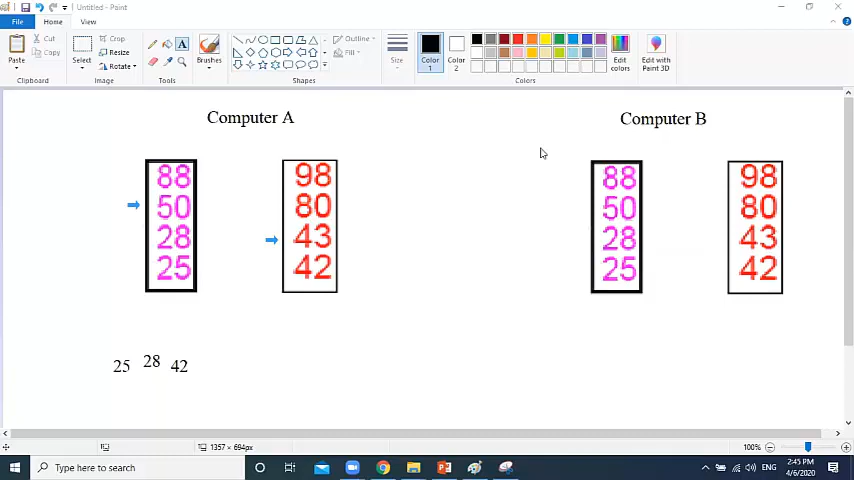 Untitled - Paint
File Home View
Paste
Cut
Copy
Clipboard
Select
Crop
Resize
Rotate
Image
A
Tools
Brushes
Outline
Fill
Shapes
Size
Color 1
Color 2
Edit colors
Edit with Paint 3D
Colors
Computer A
88
50
28
25
98
80
43
42
25 28 42
Computer B
88
50
28
25
98
80
43
42
1357 × 694px
100%
Type here to search
ENG
2:45 PM
4/6/2020